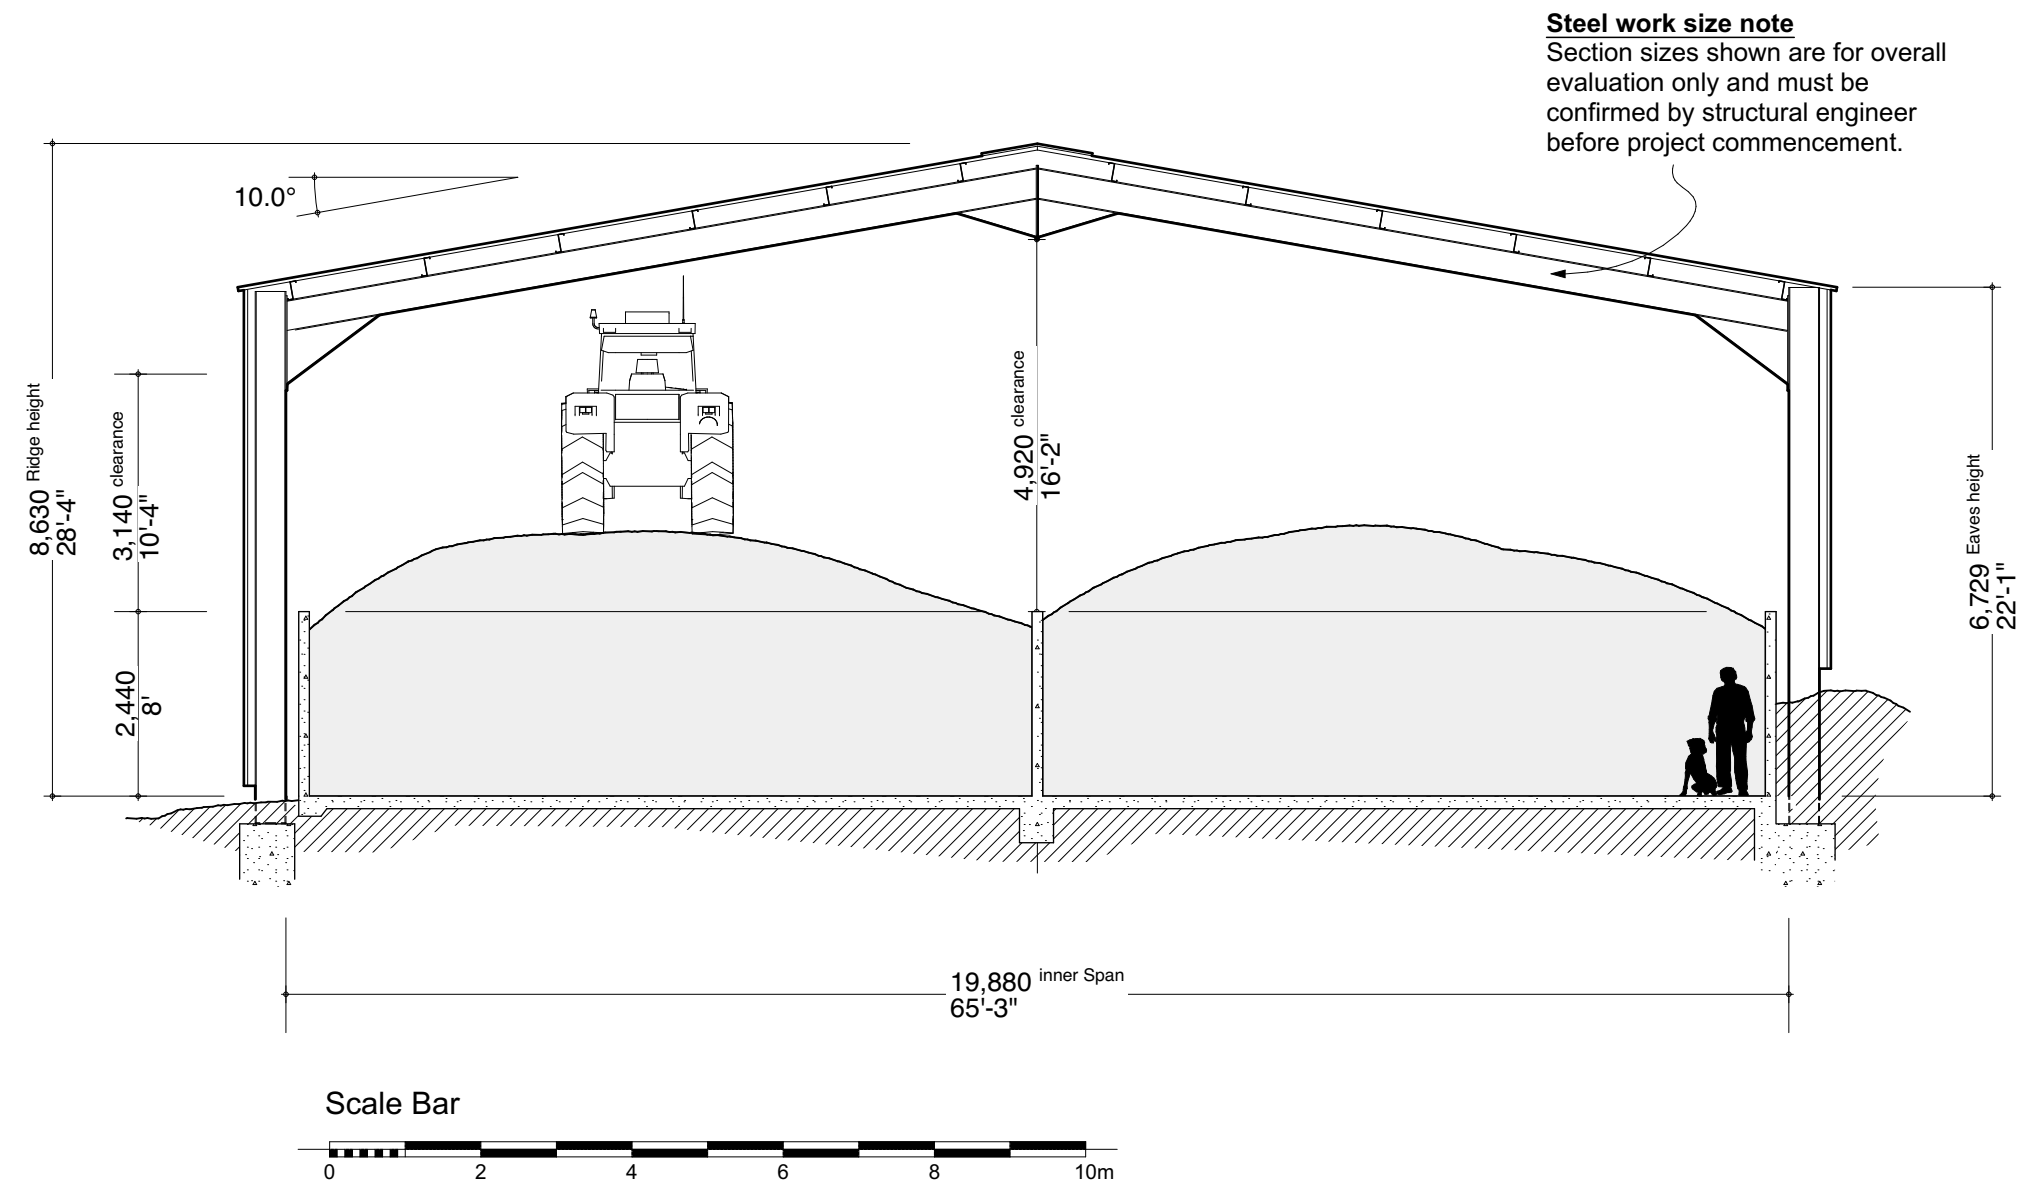 Steel work size note
Section sizes shown are for overall
evaluation only and must be
confirmed by structural engineer
before project commencement.
10.0°
8,630 Ridge height
28'-4"
3,140 clearance
10'-4"
2,440
8'
4,920 clearance
16'-2"
6,729 Eaves height
22'-1"
19,880 inner Span
65'-3"
Scale Bar
0 2 4 6 8 10m